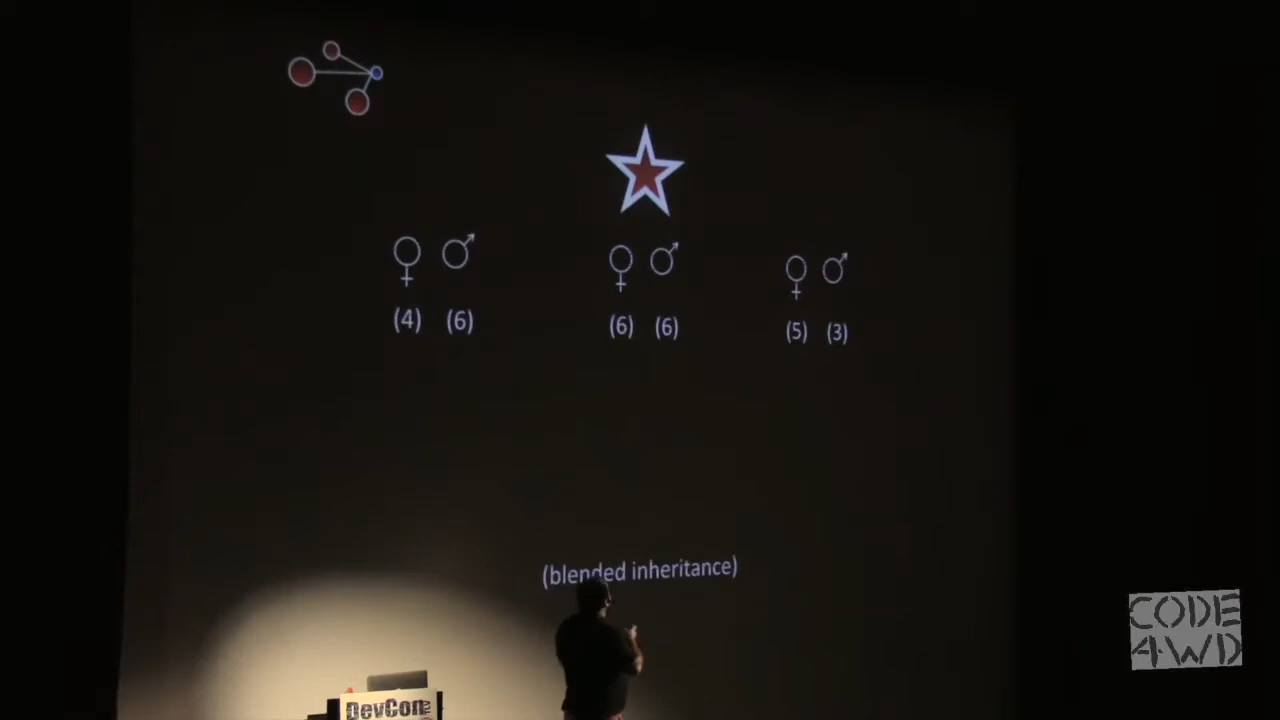 ♀ ♂ ♀ ♂ ♀ ♂
(4) (6) (6) (6) (5) (3)
(blended inheritance)
DevCon
CODE
4WD